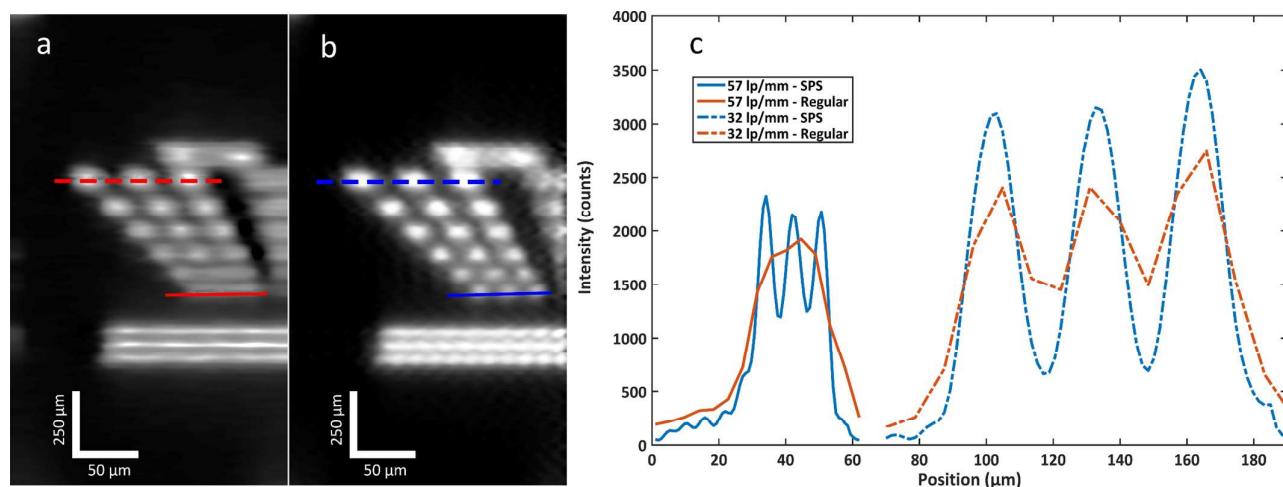 a
250 µm
50 µm
b
250 µm
50 µm
c
57 lp/mm - SPS
57 lp/mm - Regular
32 lp/mm - SPS
32 lp/mm - Regular
Intensity (counts)
4000
3500
3000
2500
2000
1500
1000
500
0
0 20 40 60 80 100 120 140 160 180
Position (µm)